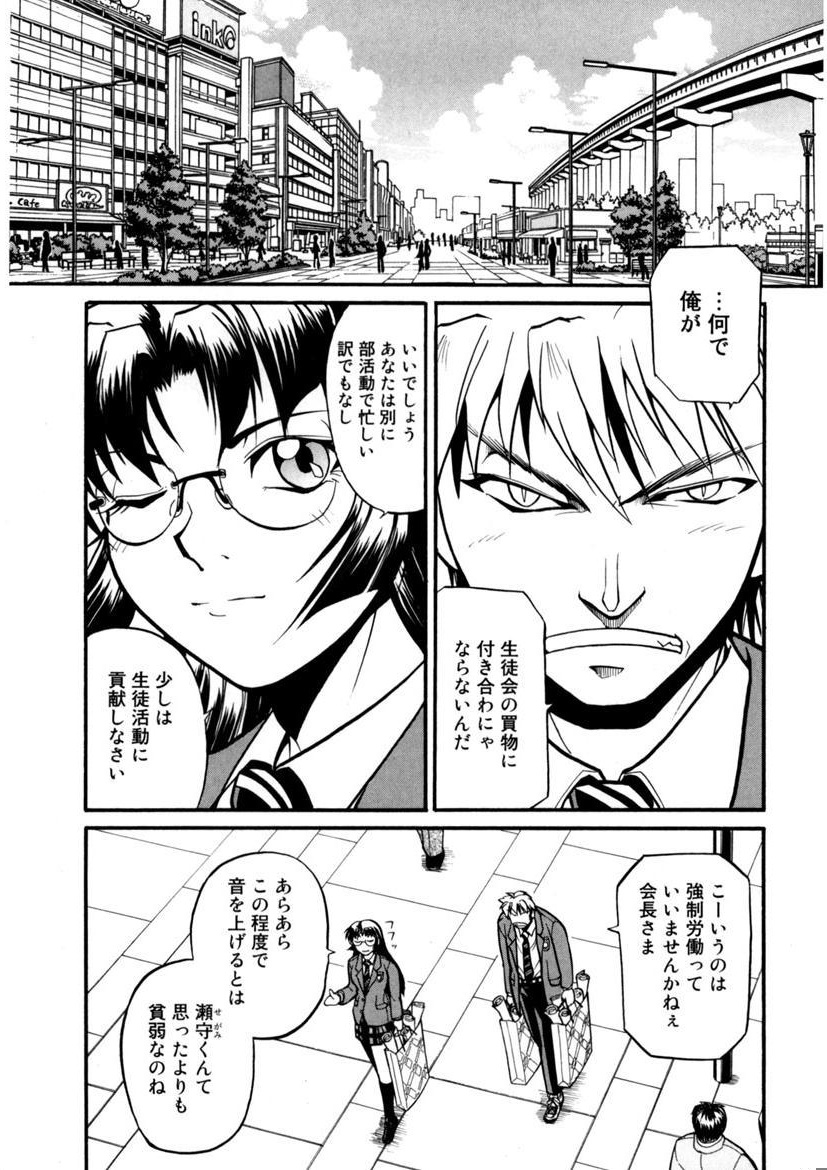 ink
Cafe
…何で
俺が
生徒会の買物に
付き合わにゃ
ならないんだ
いいでしょう
あなたは別に
部活動で忙しい
訳でもなし
少しは
生徒活動に
貢献しなさい
こーいうのは
強制労働って
いいませんかねぇ
会長さま
フフッ
あらあら
この程度で
音を上げるとは
瀬守くんて
せがみ
思ったよりも
貧弱なのね